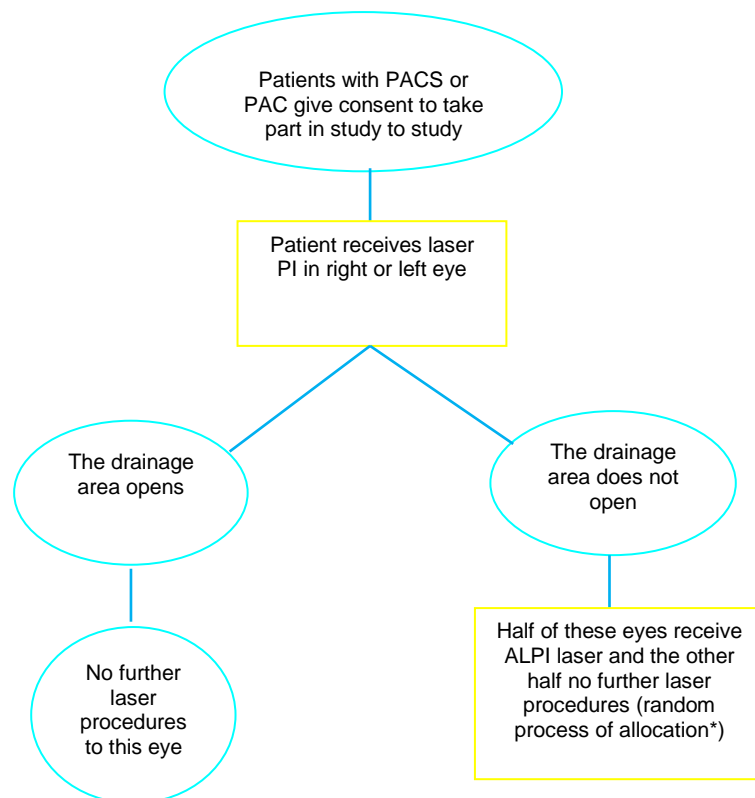 Patients with PACS or
PAC give consent to take
part in study to study
Patient receives laser
PI in right or left eye
The drainage
area opens
The drainage
area does not
open
No further
laser
procedures
to this eye
Half of these eyes receive
ALPI laser and the other
half no further laser
procedures (random
process of allocation*)